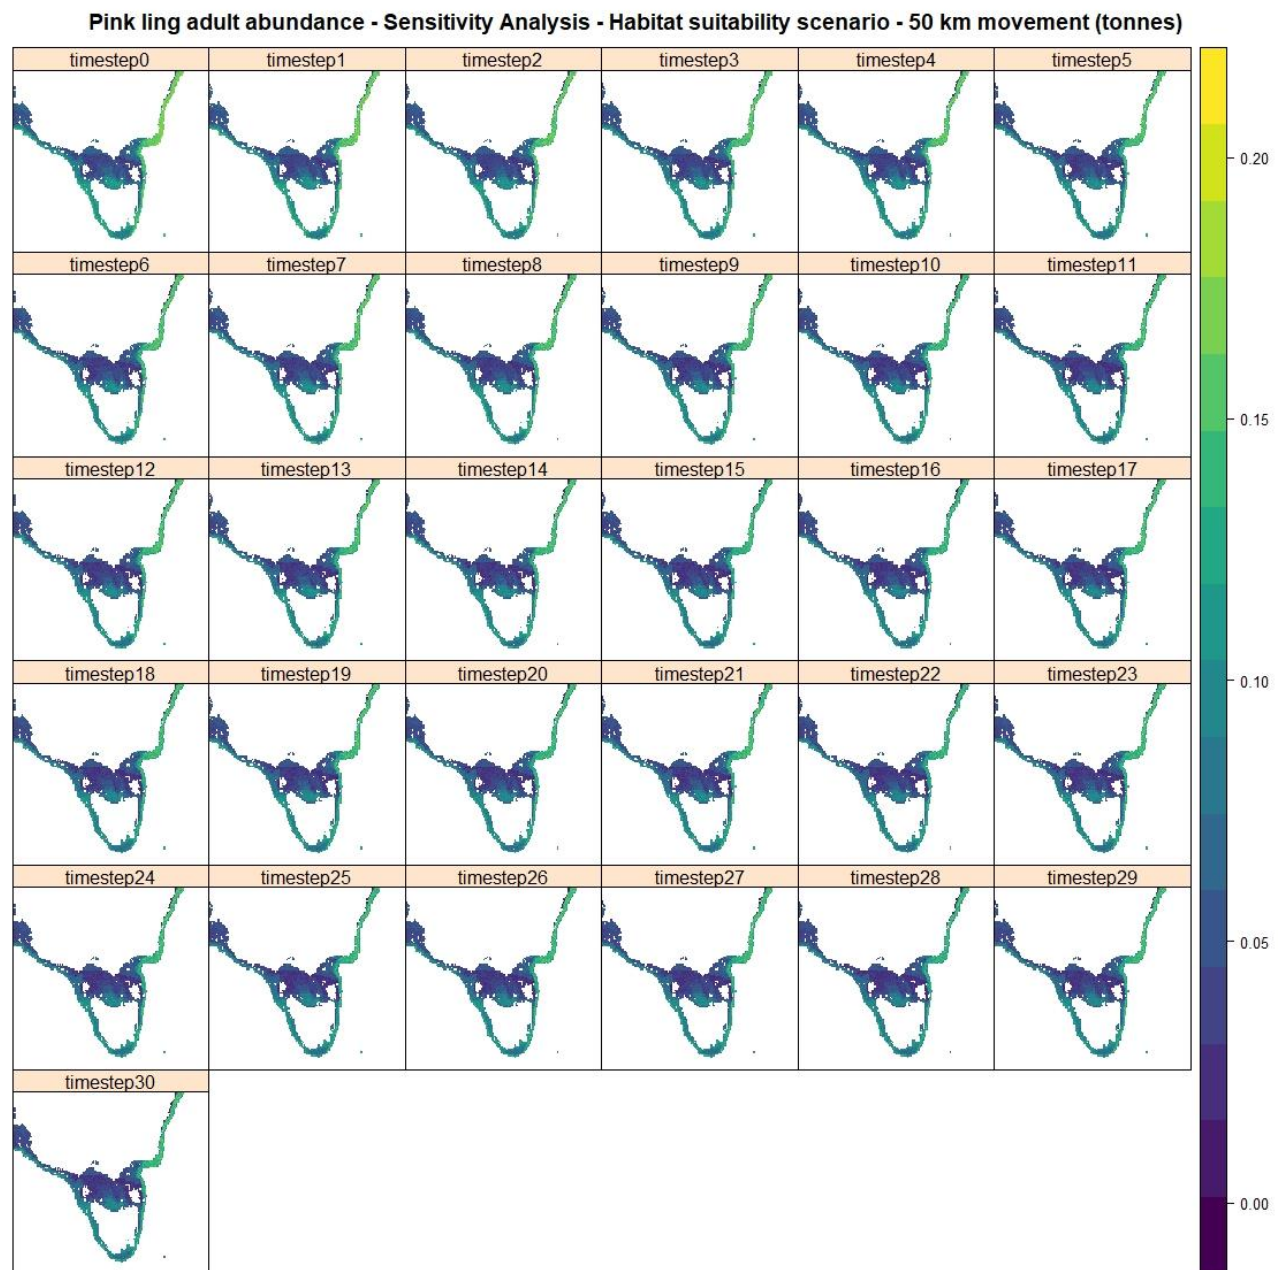 Pink ling adult abundance - Sensitivity Analysis - Habitat suitability scenario - 50 km movement (tonnes)
timestep0 timestep1 timestep2 timestep3 timestep4 timestep5
timestep6 timestep7 timestep8 timestep9 timestep10 timestep11
timestep12 timestep13 timestep14 timestep15 timestep16 timestep17
timestep18 timestep19 timestep20 timestep21 timestep22 timestep23
timestep24 timestep25 timestep26 timestep27 timestep28 timestep29
timestep30
0.20
0.15
0.10
0.05
0.00